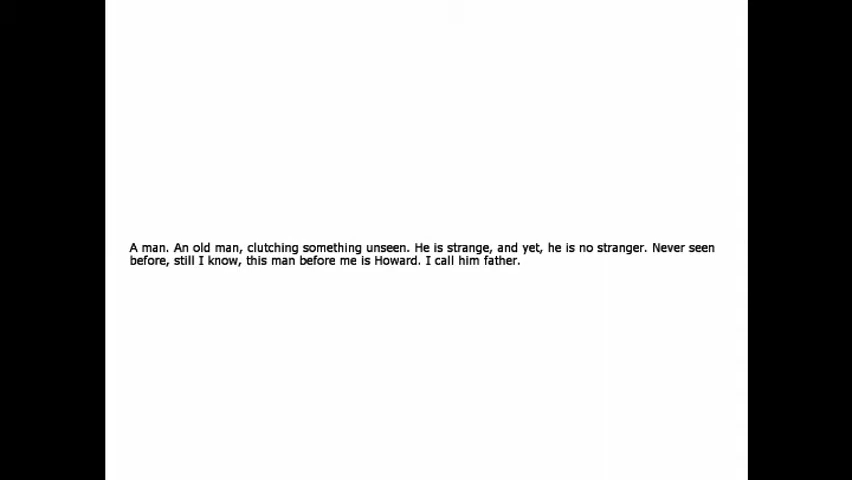 A man. An old man, clutching something unseen. He is strange, and yet, he is no stranger. Never seen
before, still I know, this man before me is Howard. I call him father.